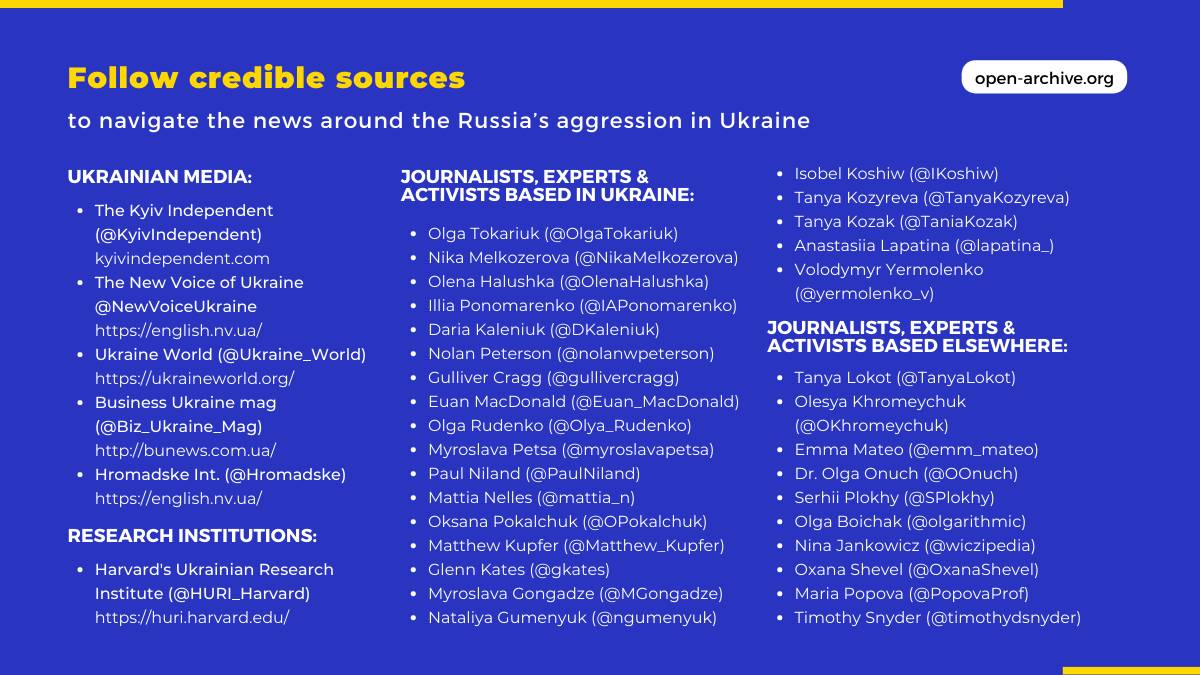 Follow credible sources
open-archive.org
to navigate the news around the Russia’s aggression in Ukraine
UKRAINIAN MEDIA:
• The Kyiv Independent
(@KyivIndependent)
kyivindependent.com
• The New Voice of Ukraine
@NewVoiceUkraine
https://english.nv.ua/
• Ukraine World (@Ukraine_World)
https://ukraineworld.org/
• Business Ukraine mag
(@Biz_Ukraine_Mag)
http://bunews.com.ua/
• Hromadske Int. (@Hromadske)
https://english.nv.ua/
RESEARCH INSTITUTIONS:
• Harvard's Ukrainian Research
Institute (@HURI_Harvard)
https://huri.harvard.edu/
JOURNALISTS, EXPERTS &
ACTIVISTS BASED IN UKRAINE:
• Olga Tokariuk (@OlgaTokariuk)
• Nika Melkozerova (@NikaMelkozerova)
• Olena Halushka (@OlenaHalushka)
• Illia Ponomarenko (@IAPonomarenko)
• Daria Kaleniuk (@DKaleniuk)
• Nolan Peterson (@nolanwpeterson)
• Gulliver Cragg (@gullivercragg)
• Euan MacDonald (@Euan_MacDonald)
• Olga Rudenko (@Olya_Rudenko)
• Myroslava Petsa (@myroslavapetsa)
• Paul Niland (@PaulNiland)
• Mattia Nelles (@mattia_n)
• Oksana Pokalchuk (@OPokalchuk)
• Matthew Kupfer (@Matthew_Kupfer)
• Glenn Kates (@gkates)
• Myroslava Gongadze (@MGongadze)
• Nataliya Gumenyuk (@ngumenyuk)
• Isobel Koshiw (@IKoshiw)
• Tanya Kozyreva (@TanyaKozyreva)
• Tanya Kozak (@TaniaKozak)
• Anastasiia Lapatina (@lapatina_)
• Volodymyr Yermolenko
(@yermolenko_v)
JOURNALISTS, EXPERTS &
ACTIVISTS BASED ELSEWHERE:
• Tanya Lokot (@TanyaLokot)
• Olesya Khromeychuk
(@OKhromeychuk)
• Emma Mateo (@emm_mateo)
• Dr. Olga Onuch (@OOnuch)
• Serhii Plokhy (@SPlokhy)
• Olga Boichak (@olgarithmic)
• Nina Jankowicz (@wiczipedia)
• Oxana Shevel (@OxanaShevel)
• Maria Popova (@PopovaProf)
• Timothy Snyder (@timothydsnyder)